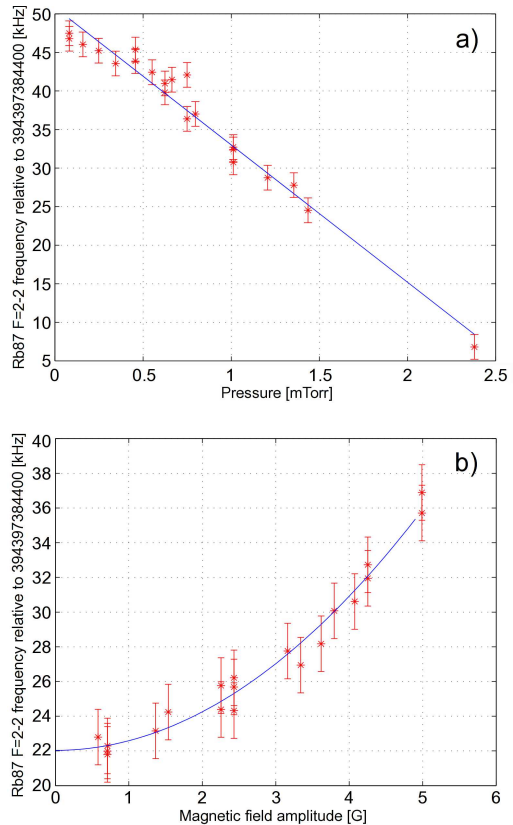 a)
50
45
40
35
30
25
20
15
10
5
Rb87 F=2-2 frequency relative to 394397384400 [kHz]
0 0.5 1 1.5 2 2.5
Pressure [mTorr]
b)
40
38
36
34
32
30
28
26
24
22
20
Rb87 F=2-2 frequency relative to 394397384400 [kHz]
0 1 2 3 4 5 6
Magnetic field amplitude [G]